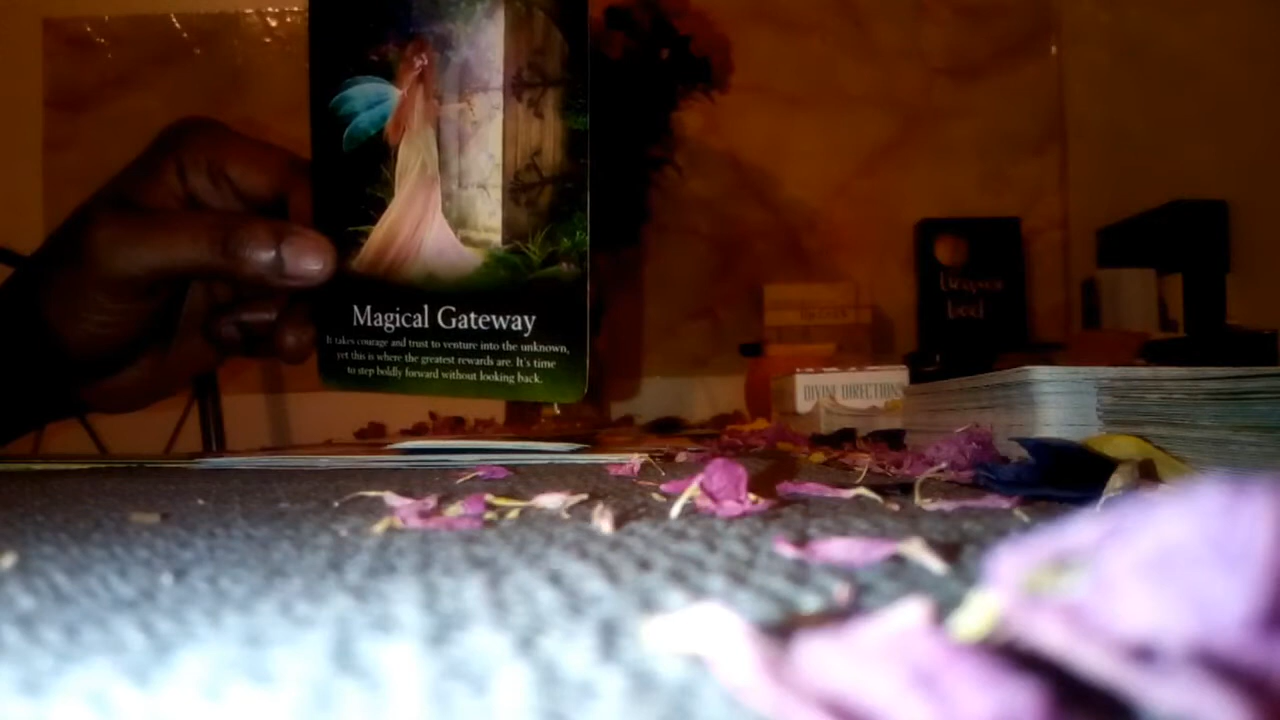 Magical Gateway
It takes courage and trust to venture into the unknown,
yet this is where the greatest rewards are. It's time
to step boldly forward without looking back.
DIVINE DIRECTIONS